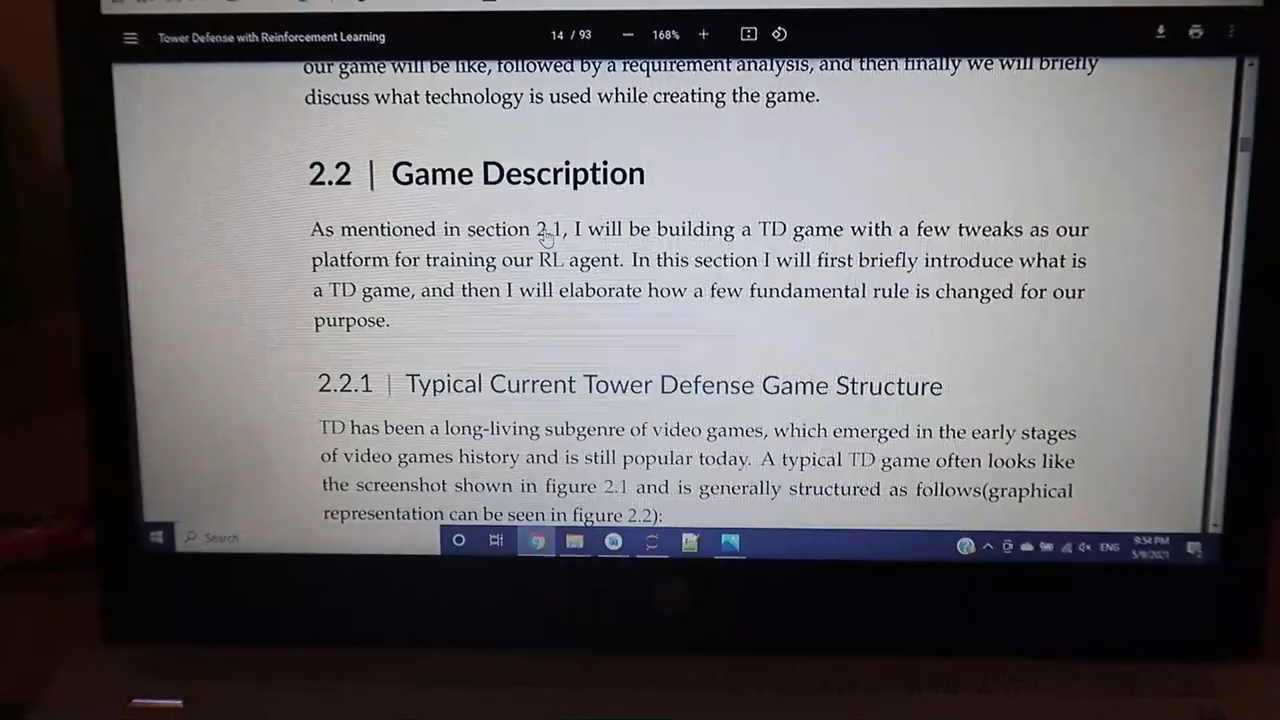 Tower Defense with Reinforcement Learning
14 / 93
168%
our game will be like, followed by a requirement analysis, and then finally we will briefly
discuss what technology is used while creating the game.
2.2 | Game Description
As mentioned in section 2.1, I will be building a TD game with a few tweaks as our
platform for training our RL agent. In this section I will first briefly introduce what is
a TD game, and then I will elaborate how a few fundamental rule is changed for our
purpose.
2.2.1 | Typical Current Tower Defense Game Structure
TD has been a long-living subgenre of video games, which emerged in the early stages
of video games history and is still popular today. A typical TD game often looks like
the screenshot shown in figure 2.1 and is generally structured as follows(graphical
representation can be seen in figure 2.2):
Search
ENG
9:54 PM
5/9/2021